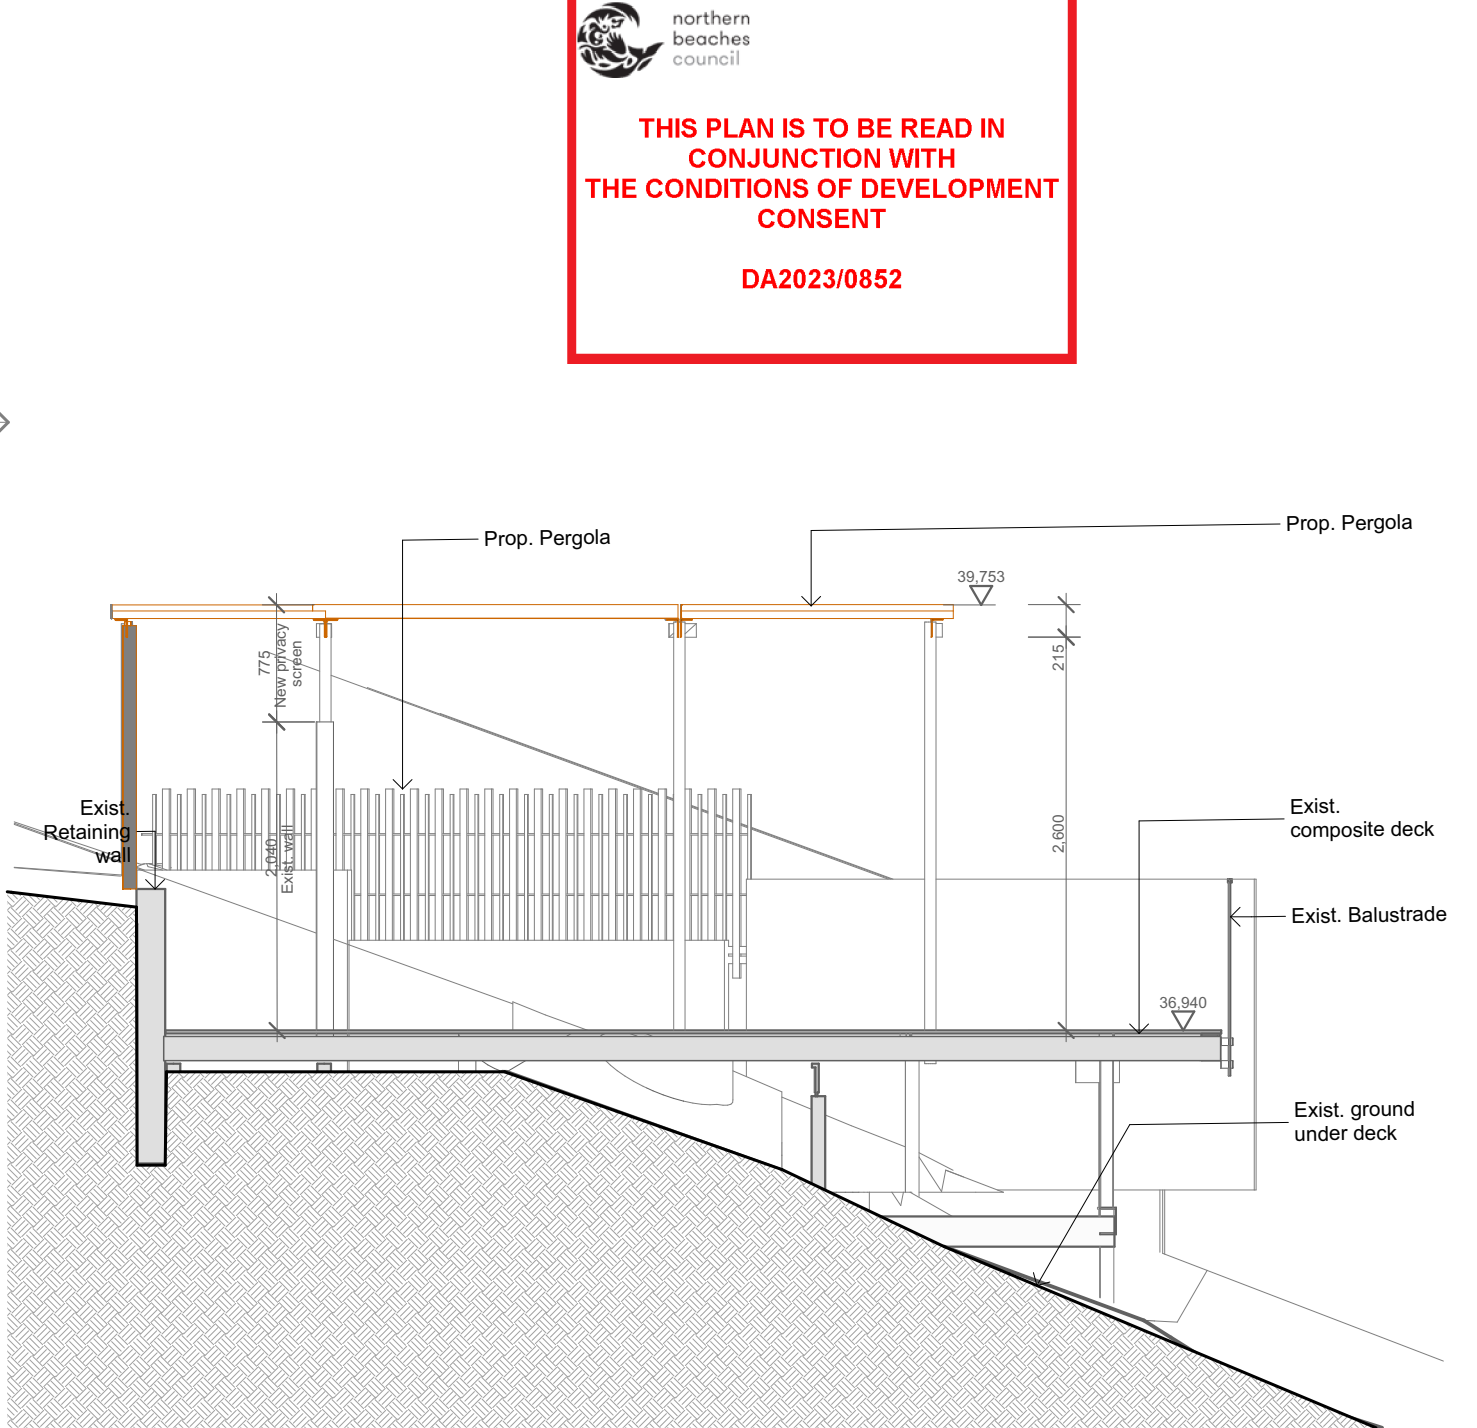 northern
beaches
council
THIS PLAN IS TO BE READ IN
CONJUNCTION WITH
THE CONDITIONS OF DEVELOPMENT
CONSENT
DA2023/0852
Prop. Pergola
Prop. Pergola
39,753
775
New privacy
screen
215
Exist.
Retaining
wall
2,040
Exist. wall
2,600
Exist.
composite deck
Exist. Balustrade
36,940
Exist. ground
under deck